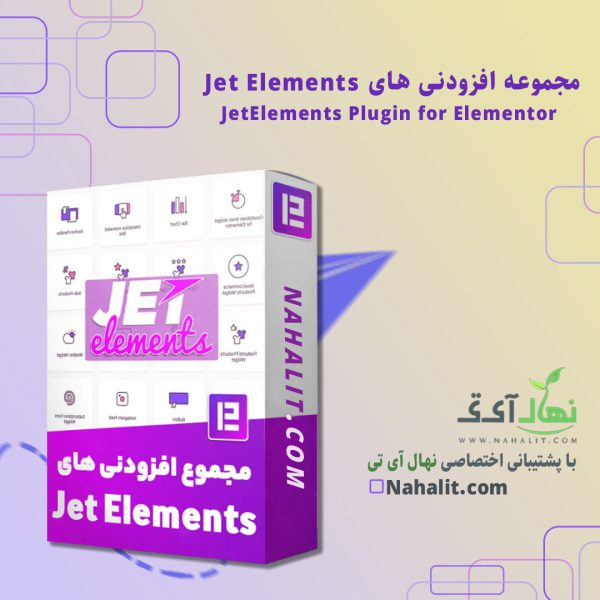 مجموعه افزودنی های Jet Elements
JetElements Plugin for Elementor
NAHALIT.COM
JET
elements
مجموع افزودنی های
Jet Elements
نهال آی تی
WWW.NAHALIT.COM
با پشتیبانی اختصاصی نهال آی تی
Nahalit.com